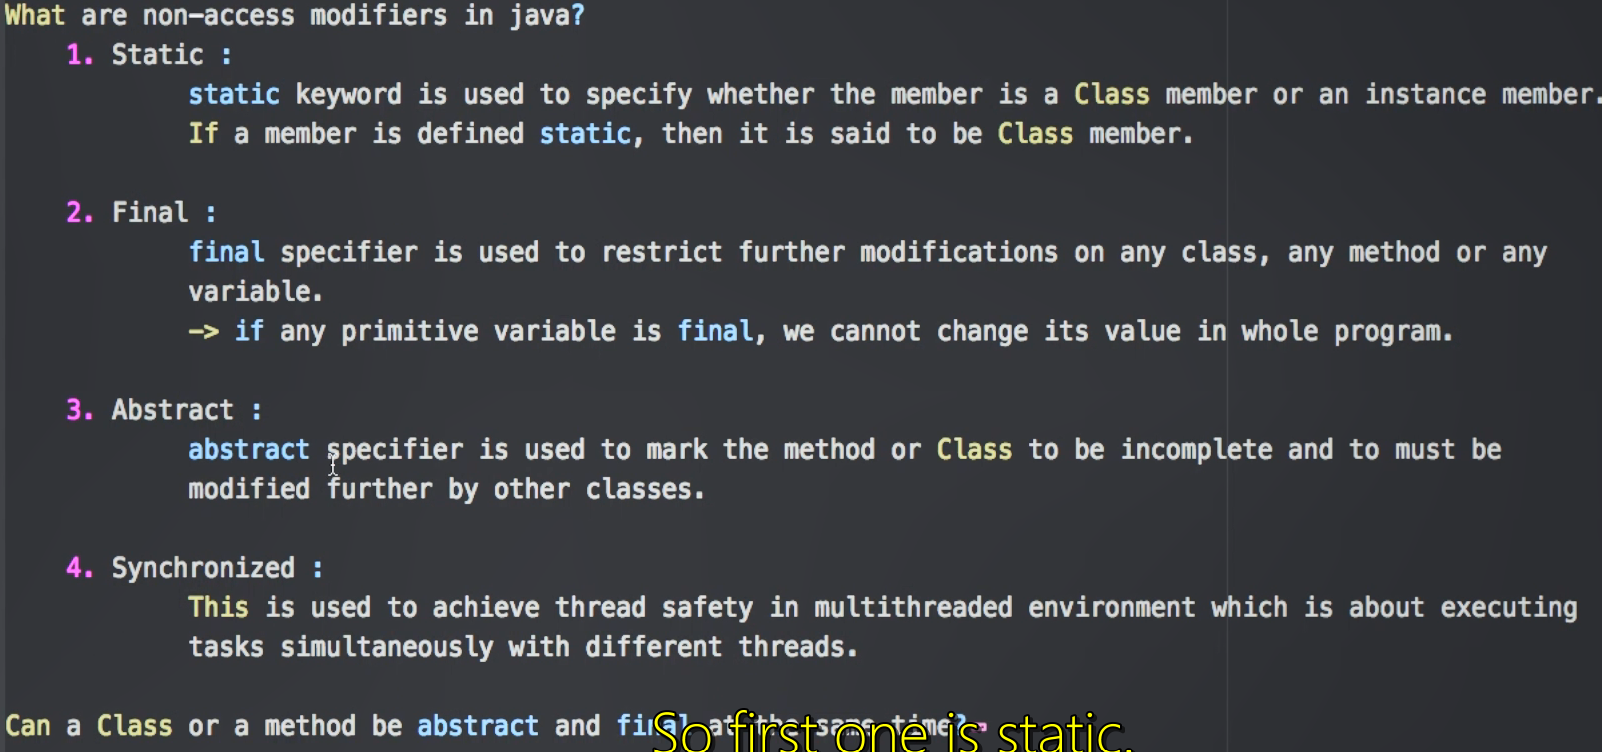 What are non-access modifiers in java?
1. Static :
static keyword is used to specify whether the member is a Class member or an instance member.
If a member is defined static, then it is said to be Class member.
2. Final :
final specifier is used to restrict further modifications on any class, any method or any
variable.
-> if any primitive variable is final, we cannot change its value in whole program.
3. Abstract :
abstract specifier is used to mark the method or Class to be incomplete and to must be
modified further by other classes.
4. Synchronized :
This is used to achieve thread safety in multithreaded environment which is about executing
tasks simultaneously with different threads.
Can a Class or a method be abstract and final at the same time?
So first one is static.